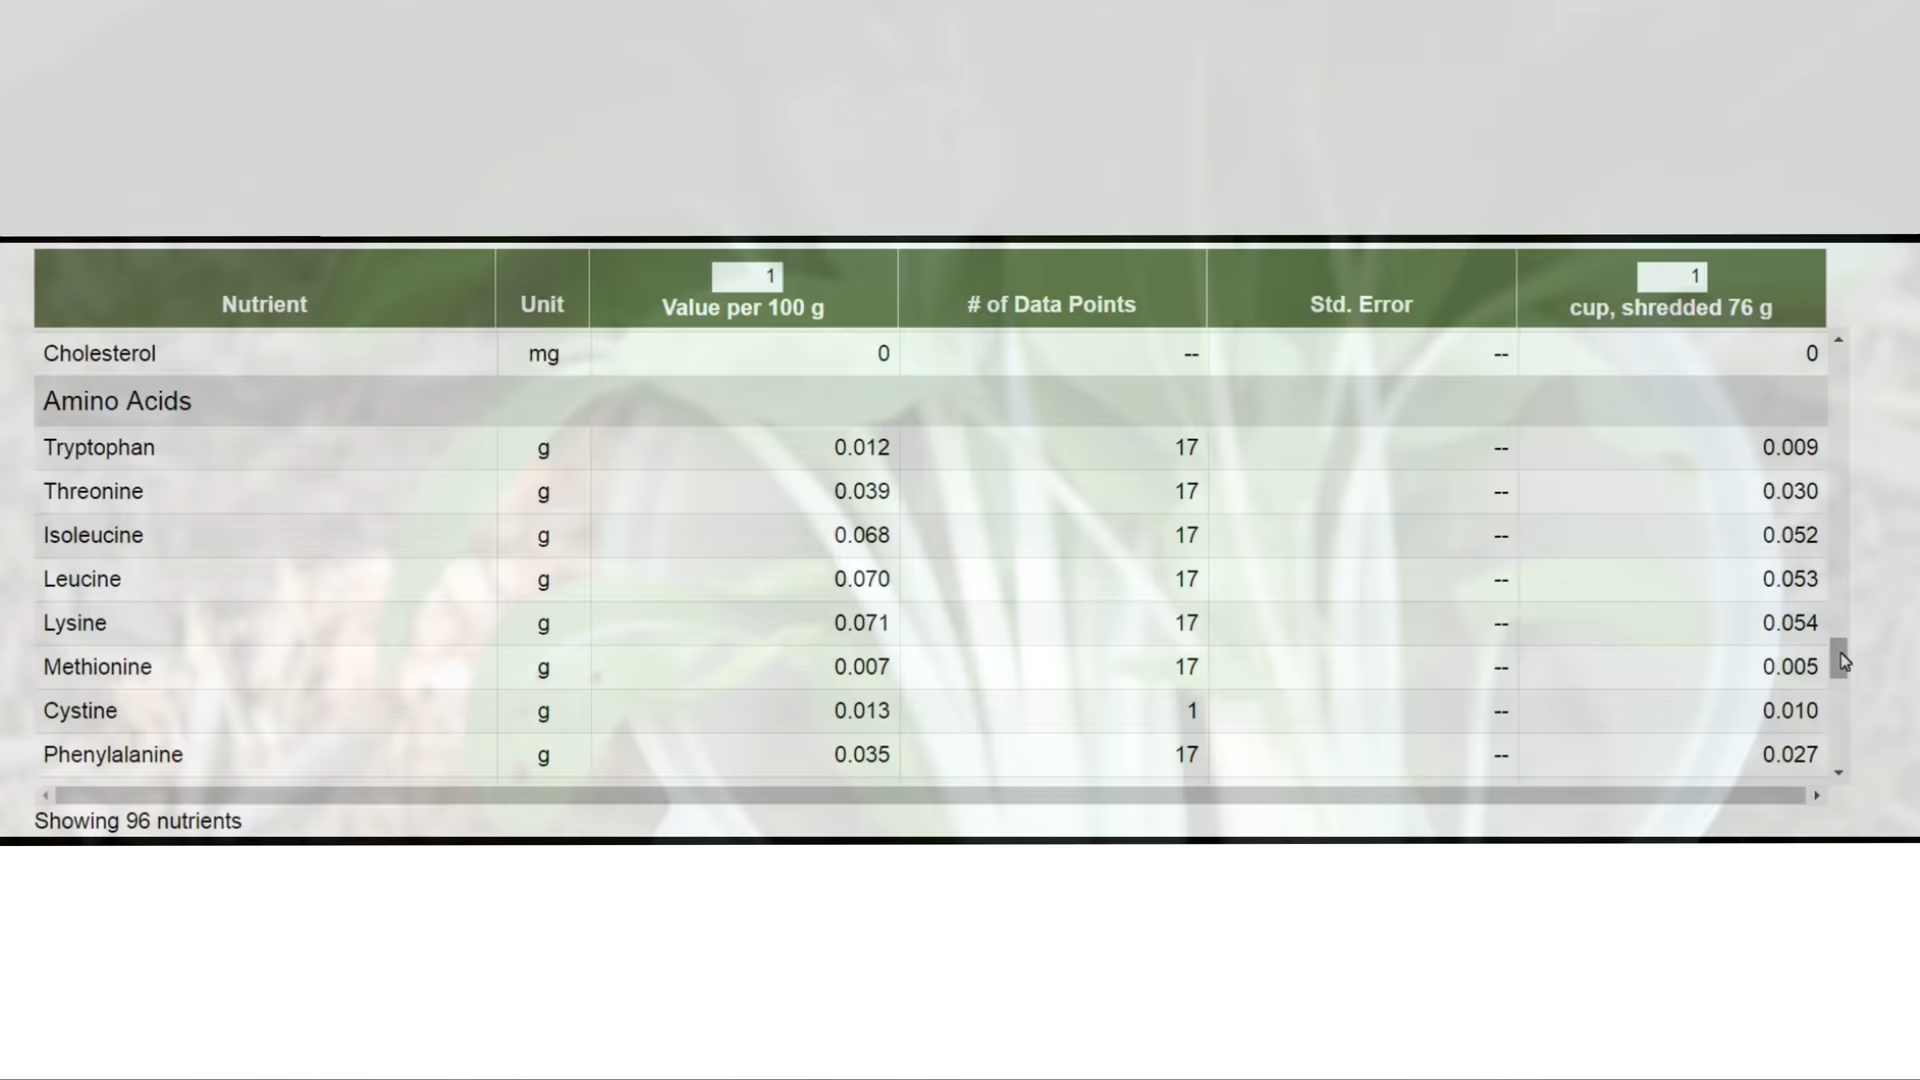 1 1
Nutrient Unit Value per 100 g # of Data Points Std. Error cup, shredded 76 g
Cholesterol mg 0 -- -- 0
Amino Acids
Tryptophan g 0.012 17 -- 0.009
Threonine g 0.039 17 -- 0.030
Isoleucine g 0.068 17 -- 0.052
Leucine g 0.070 17 -- 0.053
Lysine g 0.071 17 -- 0.054
Methionine g 0.007 17 -- 0.005
Cystine g 0.013 1 -- 0.010
Phenylalanine g 0.035 17 -- 0.027
Showing 96 nutrients